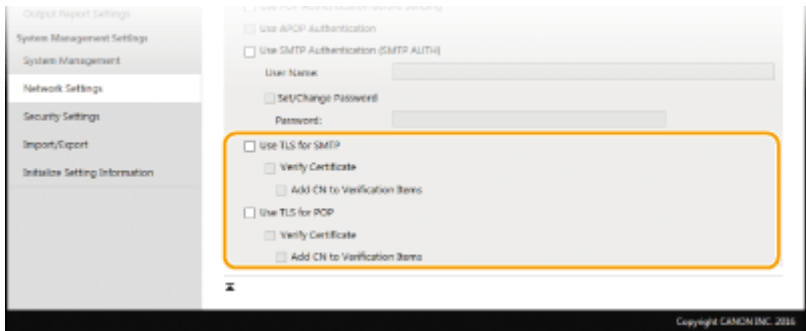 Output Report Settings
System Management Settings
System Management
Network Settings
Security Settings
Import/Export
Initialize Setting Information
Use POP Authentication before Sending
Use APOP Authentication
Use SMTP Authentication (SMTP AUTH)
User Name:
Set/Change Password
Password:
Use TLS for SMTP
Verify Certificate
Add CN to Verification Items
Use TLS for POP
Verify Certificate
Add CN to Verification Items
Copyright CANON INC. 2016